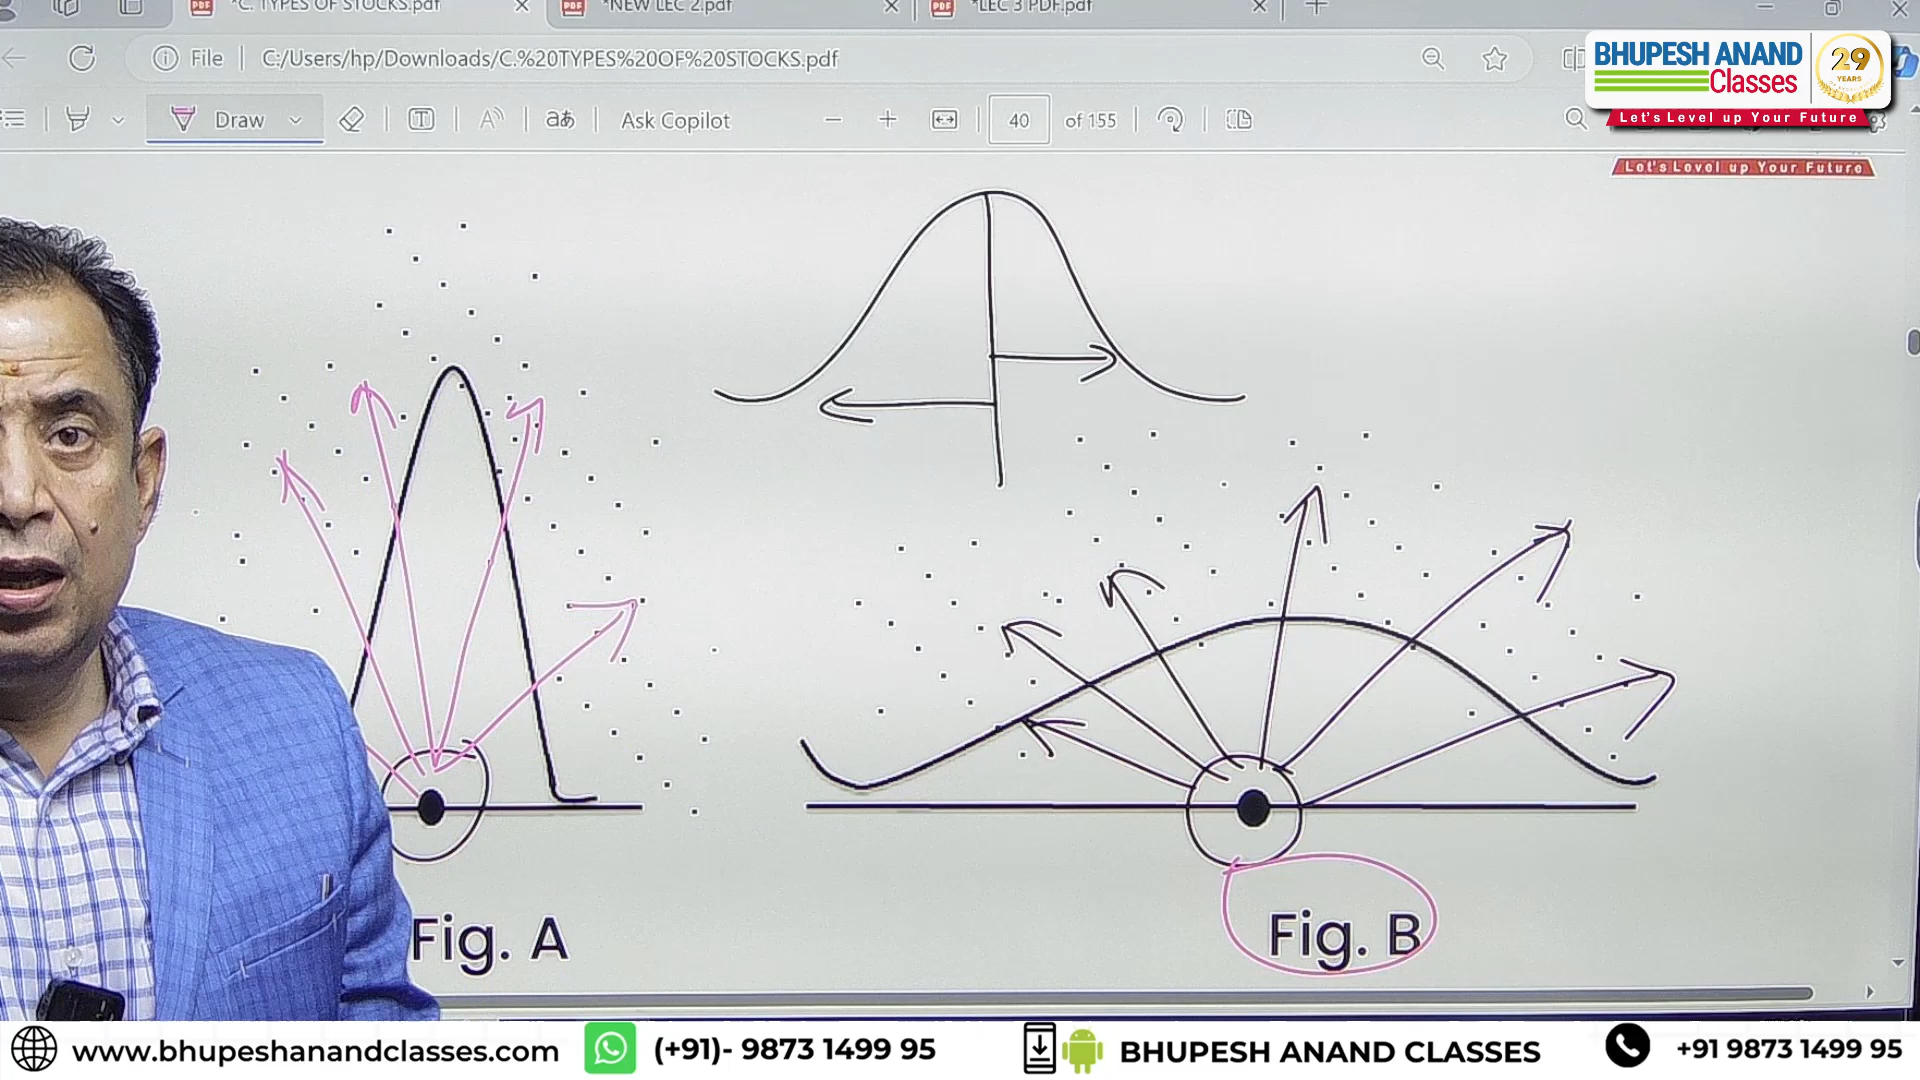 *C. TYPES OF STOCKS.pdf
*NEW LEC 2.pdf
*LEC 3 PDF.pdf
File
C:/Users/hp/Downloads/C.%20TYPES%20OF%20STOCKS.pdf
Draw
T
aあ
Ask Copilot
40
of 155
BHUPESH ANAND
Classes
29
YEARS
Let's Level up Your Future
Let's Level up Your Future
Fig. A
Fig. B
www.bhupeshanandclasses.com
(+91)- 9873 1499 95
BHUPESH ANAND CLASSES
+91 9873 1499 95